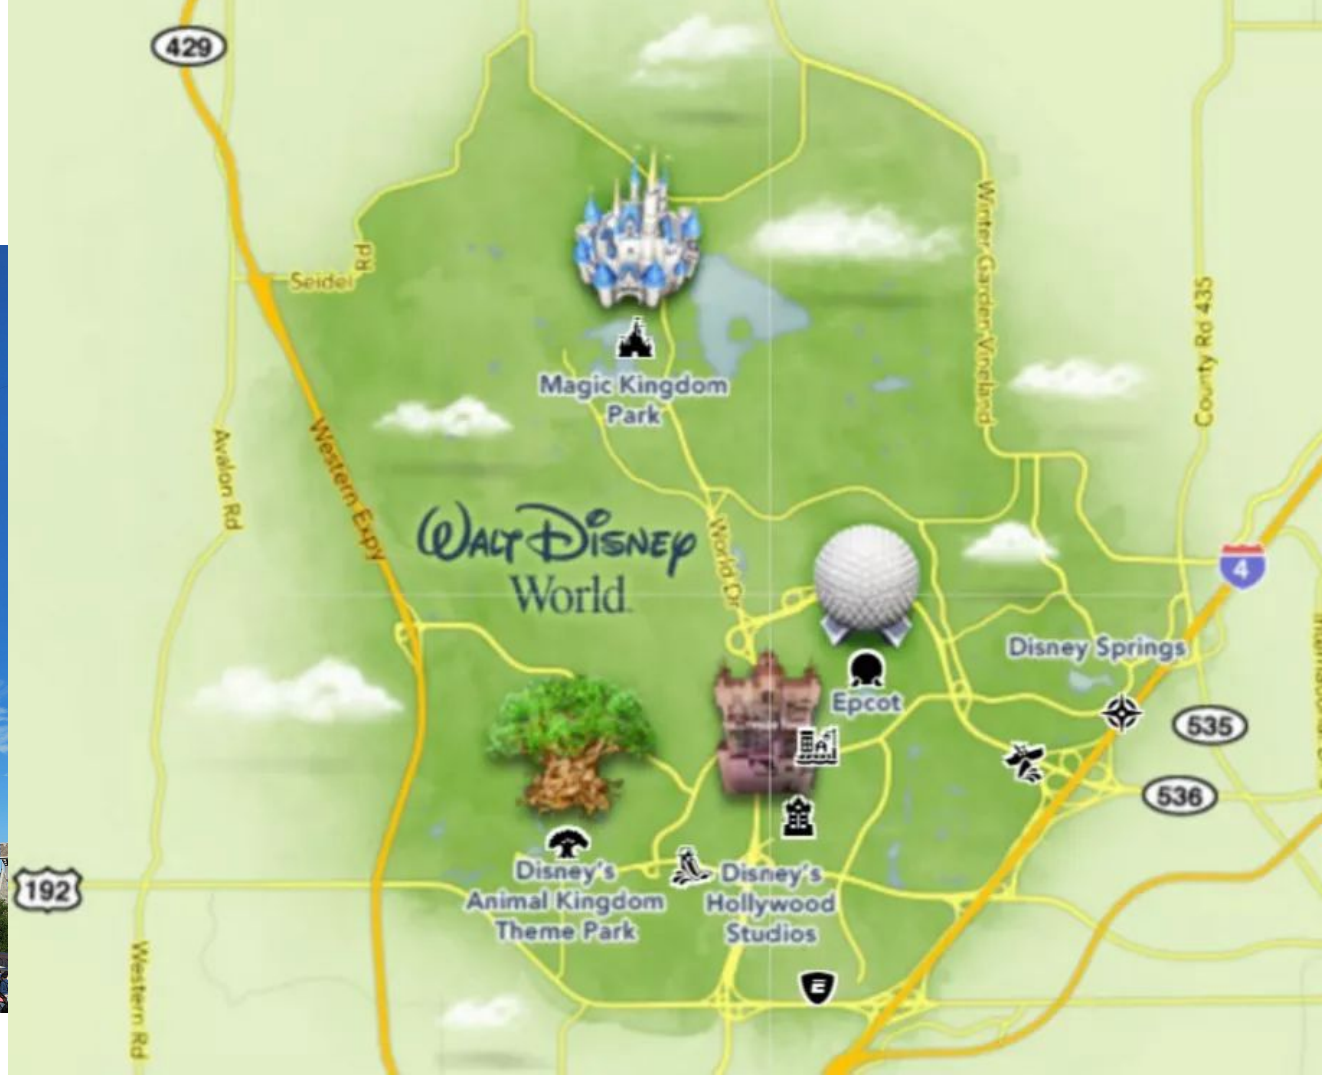 429
Seidel Rd
Winter Garden Vineland
County Rd 435
Magic Kingdom
Park
Western Expy
Avalon Rd
WALT DISNEY
World
World Dr
4
Disney Springs
Epcot
535
536
192
Disney's
Animal Kingdom
Theme Park
Disney's
Hollywood
Studios
E
Western Rd